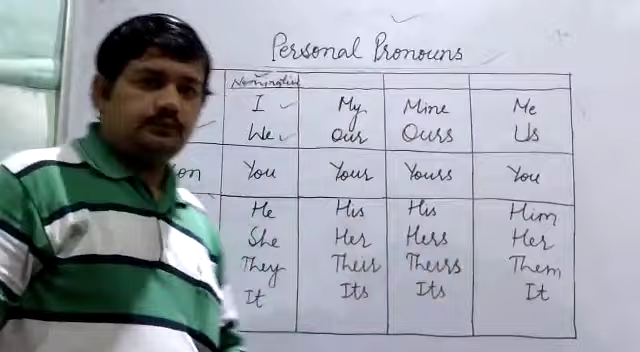 Personal Pronouns
Nominative
I My Mine Me
We Our Ours Us
on You Your Yours You
He His His Him
She Her Hers Her
They Their Theirs Them
It Its Its It